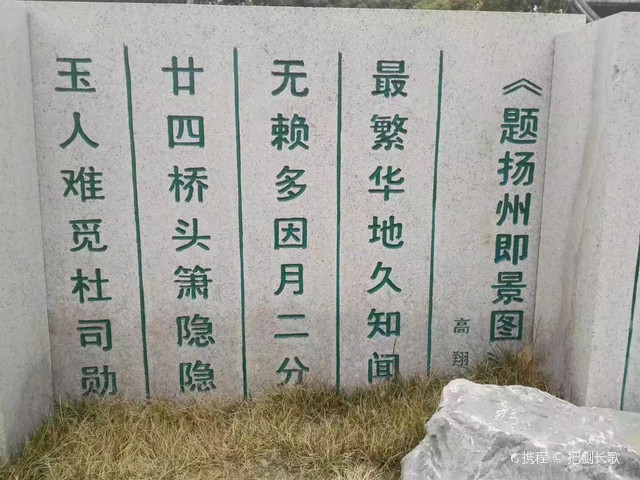 《题扬州即景图
高翔
最繁华地久知闻
无赖多因月二分
廿四桥头箫隐隐
玉人难觅杜司勋
携程 © 把剑长歌